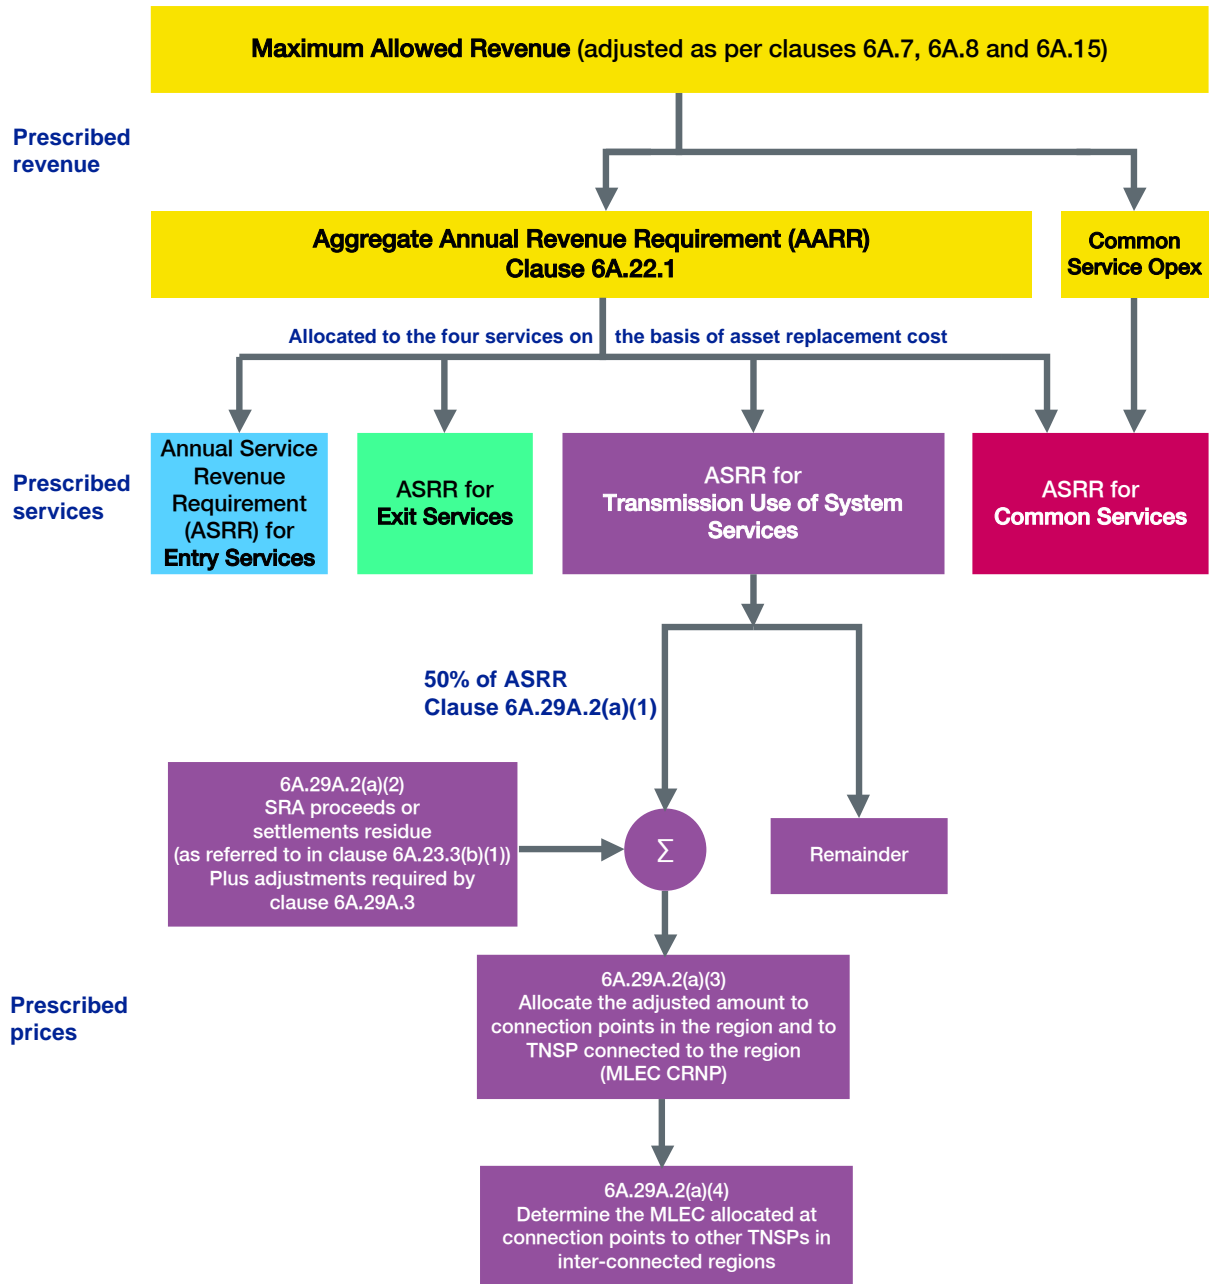 Maximum Allowed Revenue (adjusted as per clauses 6A.7, 6A.8 and 6A.15)
Prescribed
revenue
Aggregate Annual Revenue Requirement (AARR)
Clause 6A.22.1
Common
Service Opex
Allocated to the four services on the basis of asset replacement cost
Prescribed
services
Annual Service
Revenue
Requirement
(ASRR) for
Entry Services
ASRR for
Exit Services
ASRR for
Transmission Use of System
Services
ASRR for
Common Services
50% of ASRR
Clause 6A.29A.2(a)(1)
6A.29A.2(a)(2)
SRA proceeds or
settlements residue
(as referred to in clause 6A.23.3(b)(1))
Plus adjustments required by
clause 6A.29A.3
Σ
Remainder
Prescribed
prices
6A.29A.2(a)(3)
Allocate the adjusted amount to
connection points in the region and to
TNSP connected to the region
(MLEC CRNP)
6A.29A.2(a)(4)
Determine the MLEC allocated at
connection points to other TNSPs in
inter-connected regions